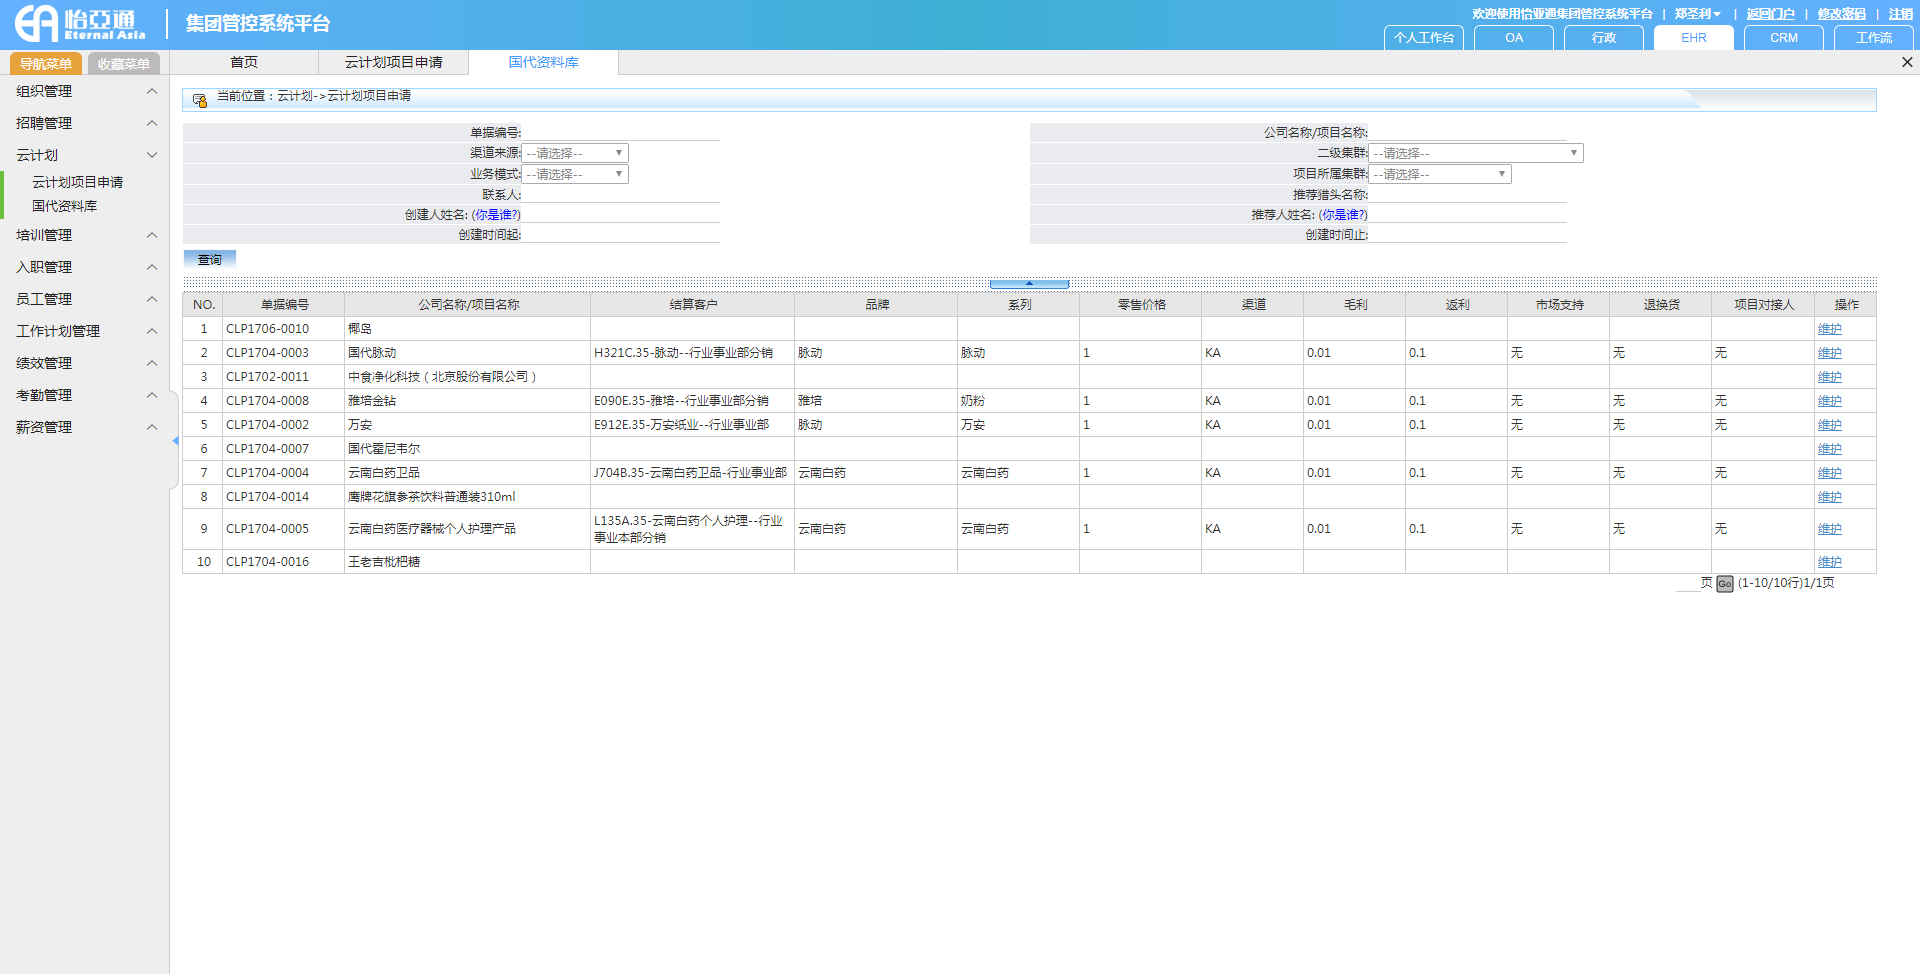 怡亞通 Eternal Asia
集团管控系统平台
欢迎使用怡亚通集团管控系统平台 | 郑圣利 | 返回门户 | 修改密码 | 注销
个人工作台 OA 行政 EHR CRM 工作流
导航菜单 收藏菜单
首页 云计划项目申请 国代资料库
组织管理
招聘管理
云计划
云计划项目申请
国代资料库
培训管理
入职管理
员工管理
工作计划管理
绩效管理
考勤管理
薪资管理
当前位置：云计划->云计划项目申请
单据编号: 公司名称/项目名称:
渠道来源: --请选择-- 二级集群: --请选择--
业务模式: --请选择-- 项目所属集群: --请选择--
联系人: 推荐猎头名称:
创建人姓名: (你是谁?) 推荐人姓名: (你是谁?)
创建时间起: 创建时间止:
查询
NO. 单据编号 公司名称/项目名称 结算客户 品牌 系列 零售价格 渠道 毛利 返利 市场支持 退换货 项目对接人 操作
1 CLP1706-0010 椰岛 维护
2 CLP1704-0003 国代脉动 H321C.35-脉动--行业事业部分销 脉动 脉动 1 KA 0.01 0.1 无 无 无 维护
3 CLP1702-0011 中食净化科技（北京股份有限公司） 维护
4 CLP1704-0008 雅培金钻 E090E.35-雅培--行业事业部分销 雅培 奶粉 1 KA 0.01 0.1 无 无 无 维护
5 CLP1704-0002 万安 E912E.35-万安纸业--行业事业部 脉动 万安 1 KA 0.01 0.1 无 无 无 维护
6 CLP1704-0007 国代霍尼韦尔 维护
7 CLP1704-0004 云南白药卫品 J704B.35-云南白药卫品-行业事业部 云南白药 云南白药 1 KA 0.01 0.1 无 无 无 维护
8 CLP1704-0014 鹰牌花旗参茶饮料普通装310ml 维护
9 CLP1704-0005 云南白药医疗器械个人护理产品 L135A.35-云南白药个人护理--行业 云南白药 云南白药 1 KA 0.01 0.1 无 无 无 维护
事业本部分销
10 CLP1704-0016 王老吉枇杷糖 维护
页 Go (1-10/10行)1/1页